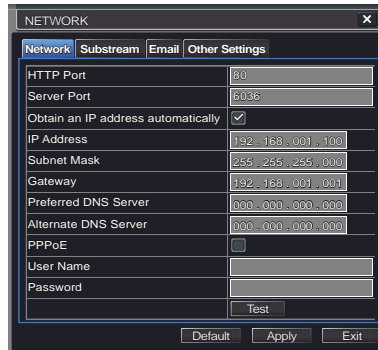 NETWORK X
Network Substream Email Other Settings
HTTP Port 80
Server Port 6036
Obtain an IP address automatically
IP Address 192 . 168 . 001 . 100
Subnet Mask 255 . 255 . 255 . 000
Gateway 192 . 168 . 001 . 001
Preferred DNS Server 000 . 000 . 000 . 000
Alternate DNS Server 000 . 000 . 000 . 000
PPPoE
User Name
Password
Test
Default Apply Exit